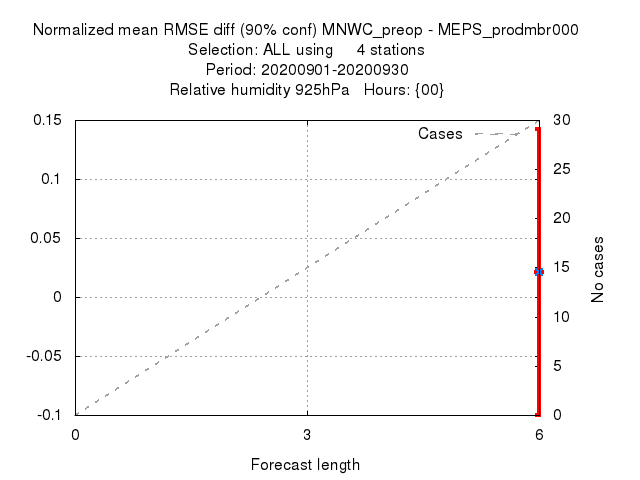 Normalized mean RMSE diff (90% conf) MNWC_preop - MEPS_prodmbr000
Selection: ALL using 4 stations
Period: 20200901-20200930
Relative humidity 925hPa Hours: {00}
Cases
0.15
0.1
0.05
0
-0.05
-0.1
30
25
20
15
10
5
0
No cases
0
3
6
Forecast length